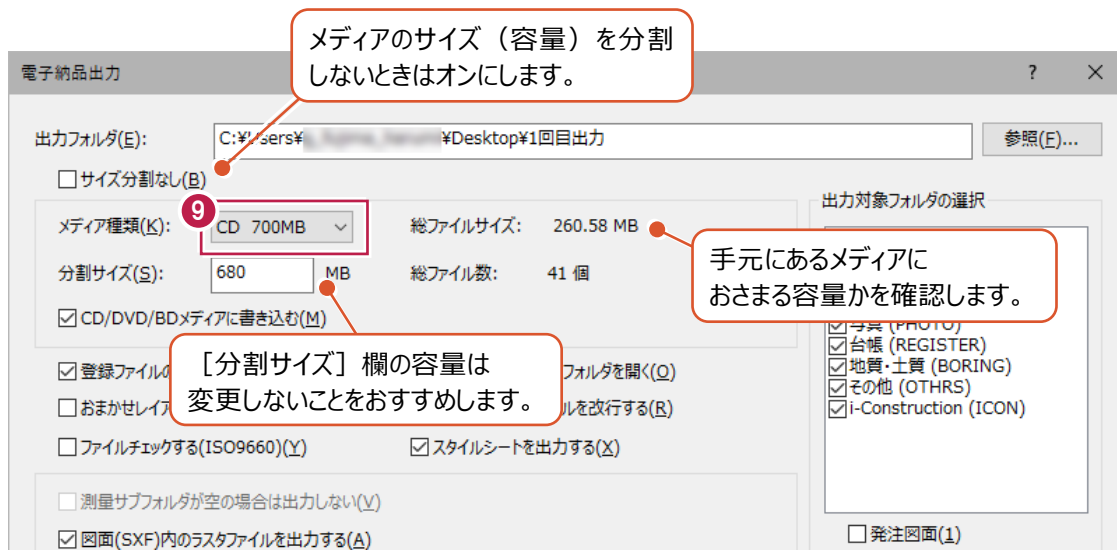 メディアのサイズ（容量）を分割
しないときはオンにします。
電子納品出力 ? ×
出力フォルダ(E): C:¥Users¥ ¥Desktop¥1回目出力 参照(F)...
サイズ分割なし(B)
出力対象フォルダの選択
9
メディア種類(K): CD 700MB 総ファイルサイズ: 260.58 MB
手元にあるメディアに
おさまる容量かを確認します。
分割サイズ(S): 680 MB 総ファイル数: 41 個
CD/DVD/BDメディアに書き込む(M)
写真 (PHOTO)
台帳 (REGISTER)
地質・土質 (BORING)
その他 (OTHRS)
i-Construction (ICON)
［分割サイズ］欄の容量は
変更しないことをおすすめします。
登録ファイルの フォルダを開く(O)
おまかせレイア ルを改行する(R)
ファイルチェックする(ISO9660)(Y) スタイルシートを出力する(X)
測量サブフォルダが空の場合は出力しない(V)
図面(SXF)内のラスタファイルを出力する(A)
発注図面(1)